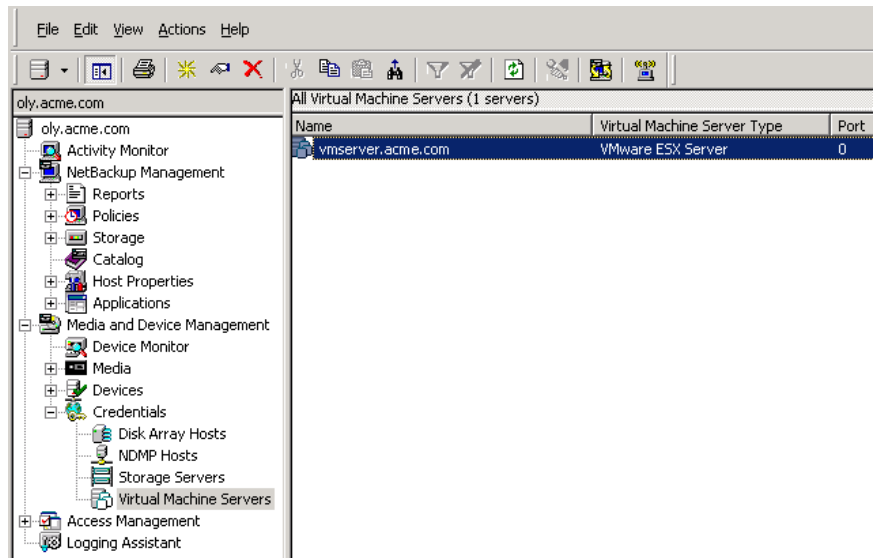 File Edit View Actions Help
oly.acme.com
All Virtual Machine Servers (1 servers)
oly.acme.com
Activity Monitor
NetBackup Management
Reports
Policies
Storage
Catalog
Host Properties
Applications
Media and Device Management
Device Monitor
Media
Devices
Credentials
Disk Array Hosts
NDMP Hosts
Storage Servers
Virtual Machine Servers
Access Management
Logging Assistant
Name Virtual Machine Server Type Port
vmserver.acme.com VMware ESX Server 0